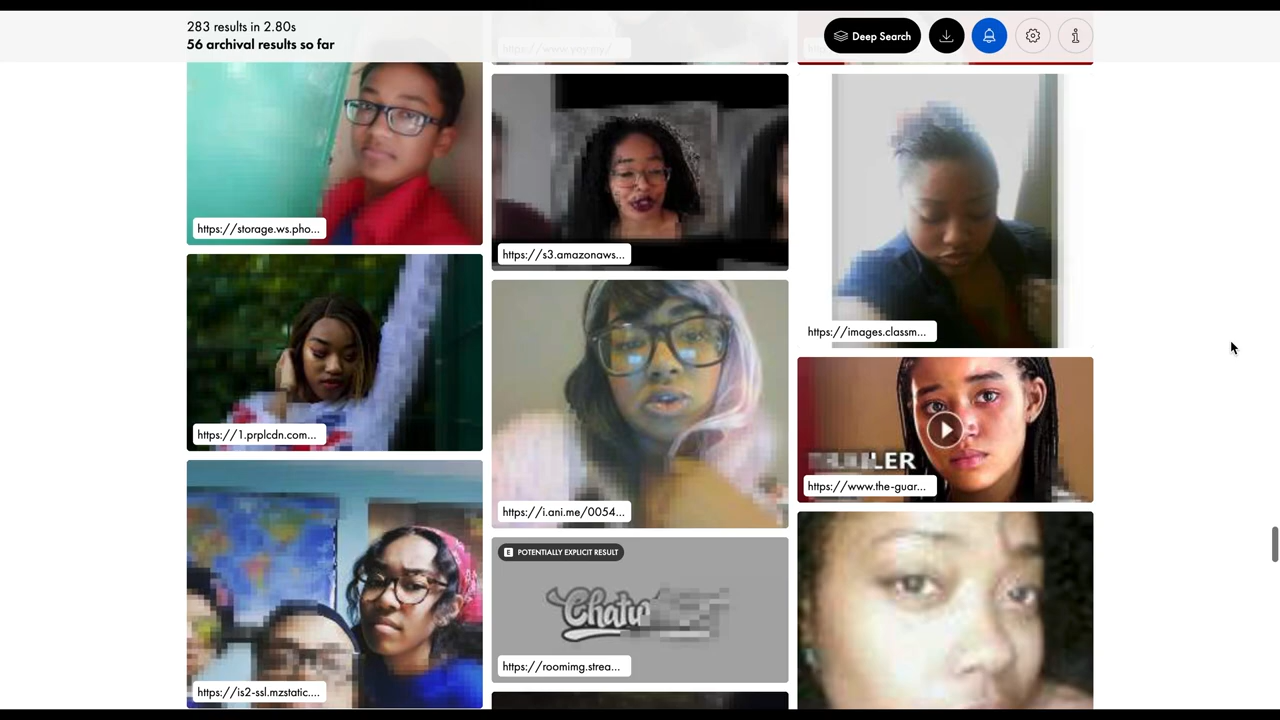 283 results in 2.80s
56 archival results so far
Deep Search
https://storage.ws.pho...
https://s3.amazonaws...
https://images.classm...
https://1.prplcdn.com...
https://i.ani.me/0054...
LER
https://www.the-guar...
E POTENTIALLY EXPLICIT RESULT
Chatu
https://roomimg.strea...
https://is2-ssl.mzstatic....